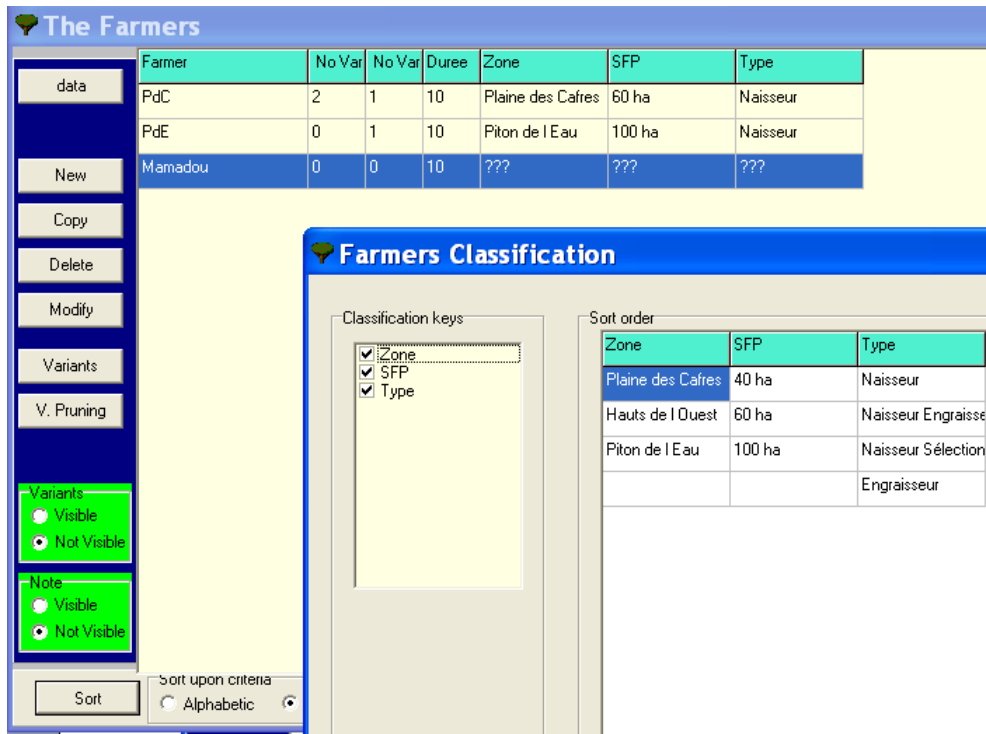 The Farmers
Farmer No Var No Var Duree Zone SFP Type
PdC 2 1 10 Plaine des Cafres 60 ha Naisseur
PdE 0 1 10 Piton de l Eau 100 ha Naisseur
Mamadou 0 0 10 ??? ??? ???
data
New
Copy
Delete
Modify
Variants
V. Pruning
Variants
Visible
Not Visible
Note
Visible
Not Visible
Sort
Sort upon criteria
Alphabetic
Farmers Classification
Classification keys
Zone
SFP
Type
Sort order
Zone SFP Type
Plaine des Cafres 40 ha Naisseur
Hauts de l Ouest 60 ha Naisseur Engraisse
Piton de l Eau 100 ha Naisseur Sélection
Engraisseur